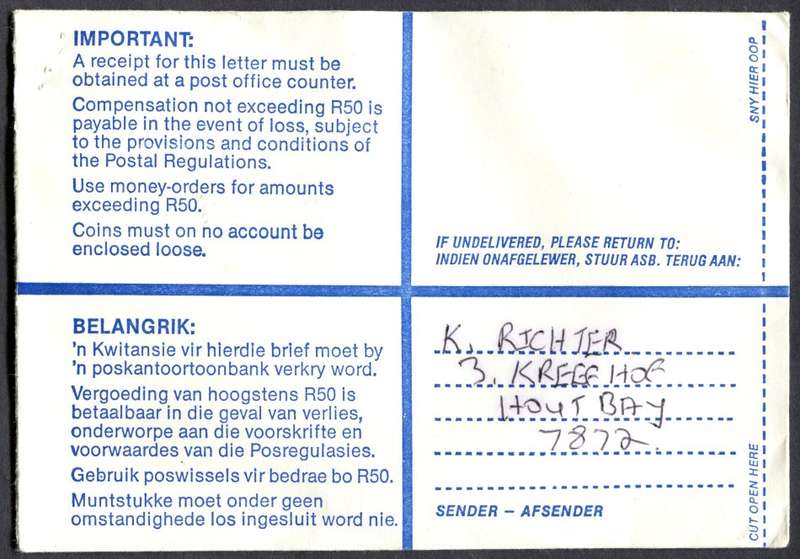 IMPORTANT:
A receipt for this letter must be
obtained at a post office counter.
Compensation not exceeding R50 is
payable in the event of loss, subject
to the provisions and conditions of
the Postal Regulations.
Use money-orders for amounts
exceeding R50.
Coins must on no account be
enclosed loose.
SNY HIER OOP
IF UNDELIVERED, PLEASE RETURN TO:
INDIEN ONAFGELEWER, STUUR ASB. TERUG AAN:
BELANGRIK:
'n Kwitansie vir hierdie brief moet by
'n poskantoortoonbank verkry word.
Vergoeding van hoogstens R50 is
betaalbaar in die geval van verlies,
onderworpe aan die voorskrifte en
voorwaardes van die Posregulasies.
Gebruik poswissels vir bedrae bo R50.
Muntstukke moet onder geen
omstandighede los ingesluit word nie.
K. RICHTER
3. KREEF HOF
HOUT BAY
7872
SENDER – AFSENDER
CUT OPEN HERE